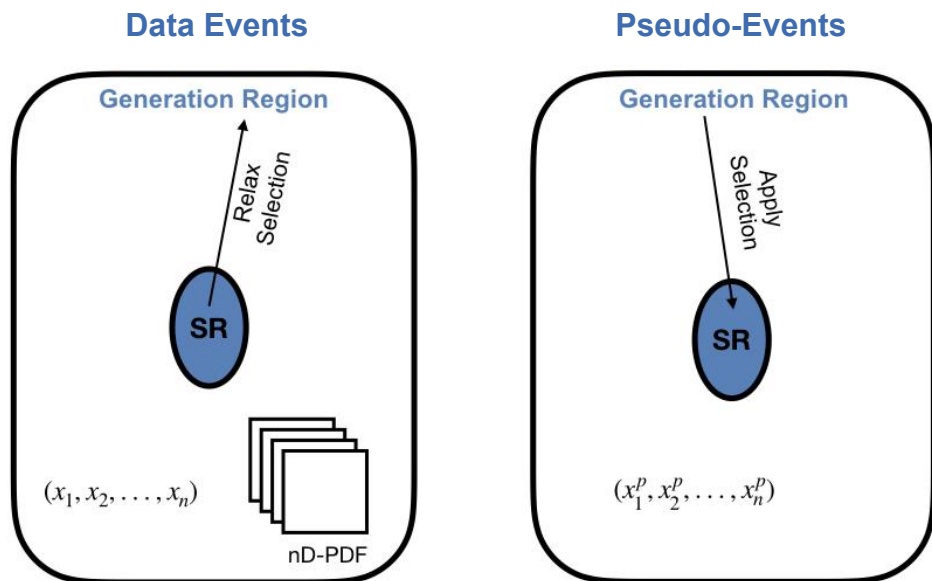 Data Events
Generation Region
Relax
Selection
SR
(x₁, x₂, . . . , xₙ)
nD-PDF
Pseudo-Events
Generation Region
Apply
Selection
SR
(x₁ᵖ, x₂ᵖ, . . . , xₙᵖ)